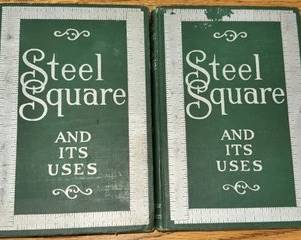 Steel
Square
AND
ITS
USES
Steel
Square
AND
ITS
USES